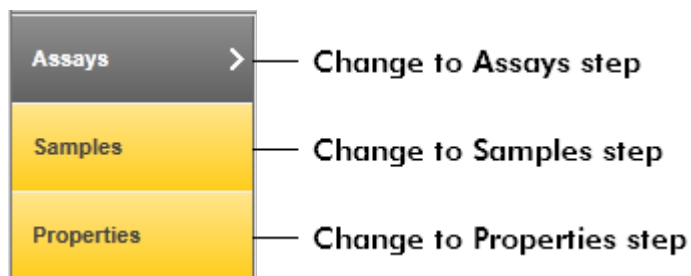 Assays Change to Assays step
Samples Change to Samples step
Properties Change to Properties step